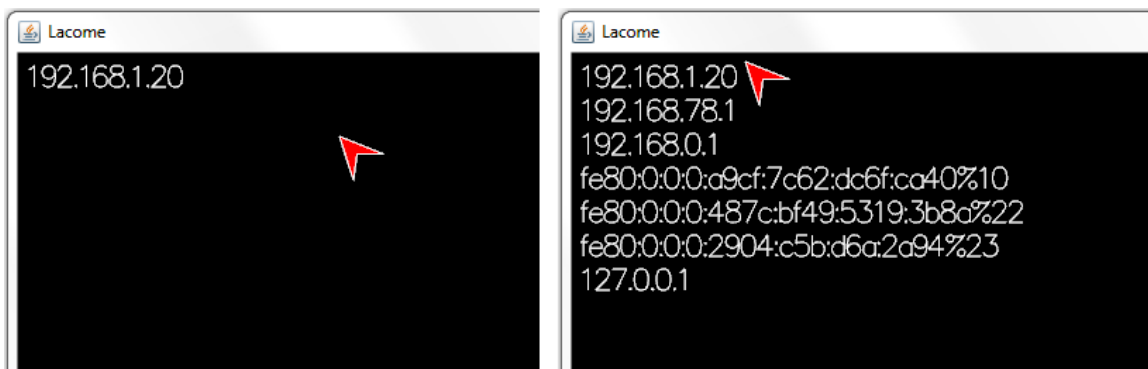 Lacome
192.168.1.20
Lacome
192.168.1.20
192.168.78.1
192.168.0.1
fe80:0:0:0:a9cf:7c62:dc6f:ca40%10
fe80:0:0:0:487c:bf49:5319:3b8a%22
fe80:0:0:0:2904:c5b:d6a:2a94%23
127.0.0.1